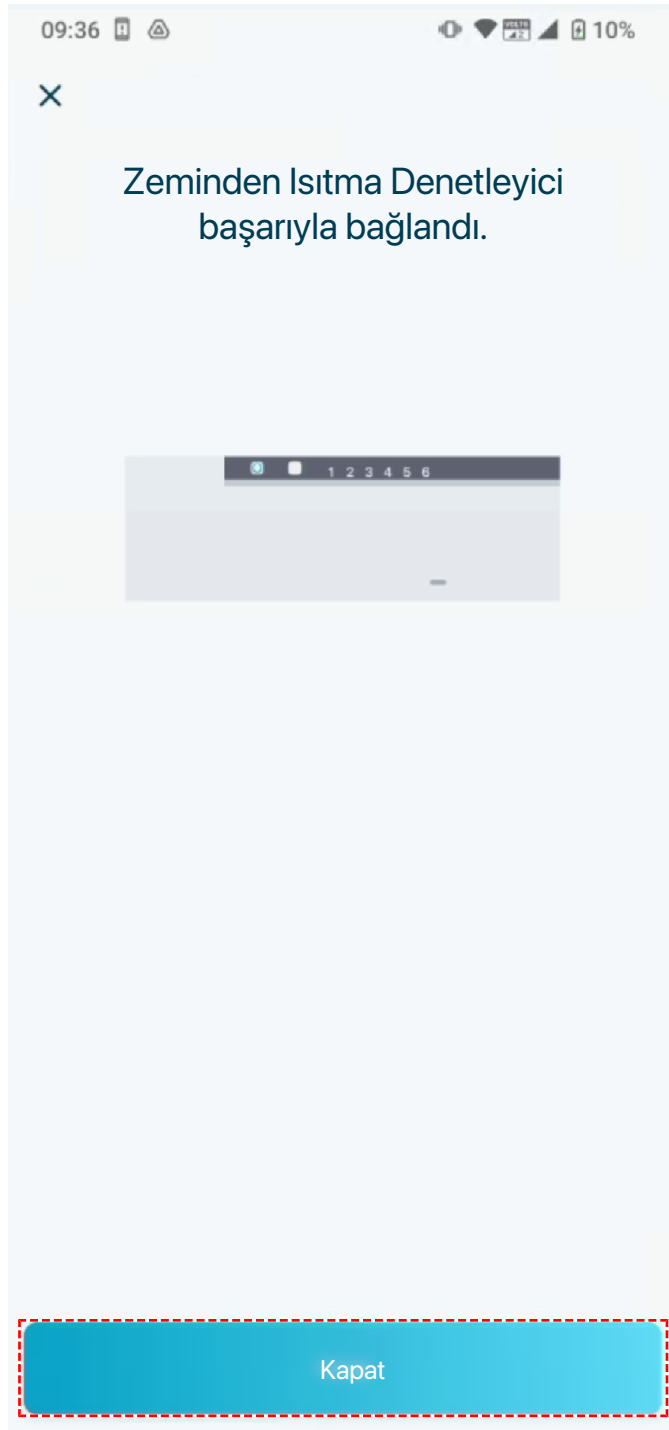 09:36 10%
Zeminden Isıtma Denetleyici
başarıyla bağlandı.
1 2 3 4 5 6
Kapat